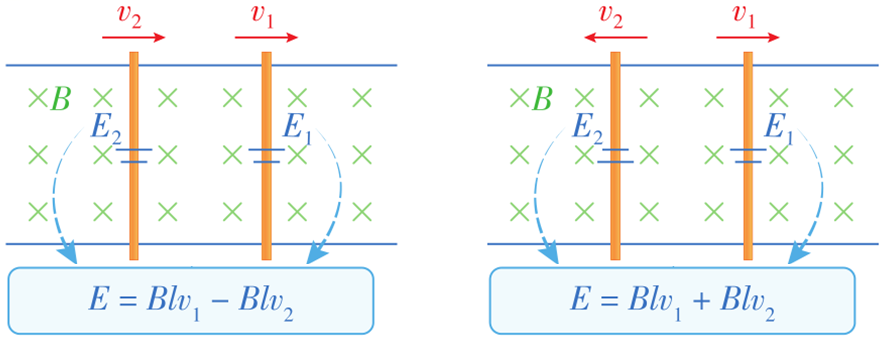 v₂ v₁
B
E₂ E₁
E = Blv₁ − Blv₂
v₂ v₁
B
E₂ E₁
E = Blv₁ + Blv₂